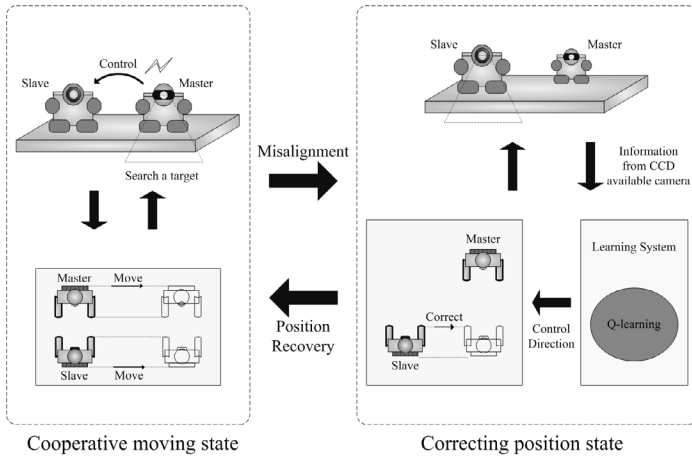 Control
Slave
Master
Search a target
Master
Move
Slave
Move
Cooperative moving state
Misalignment
Position
Recovery
Slave
Master
Information
from CCD
available camera
Master
Correct
Slave
Control
Direction
Learning System
Q-learning
Correcting position state